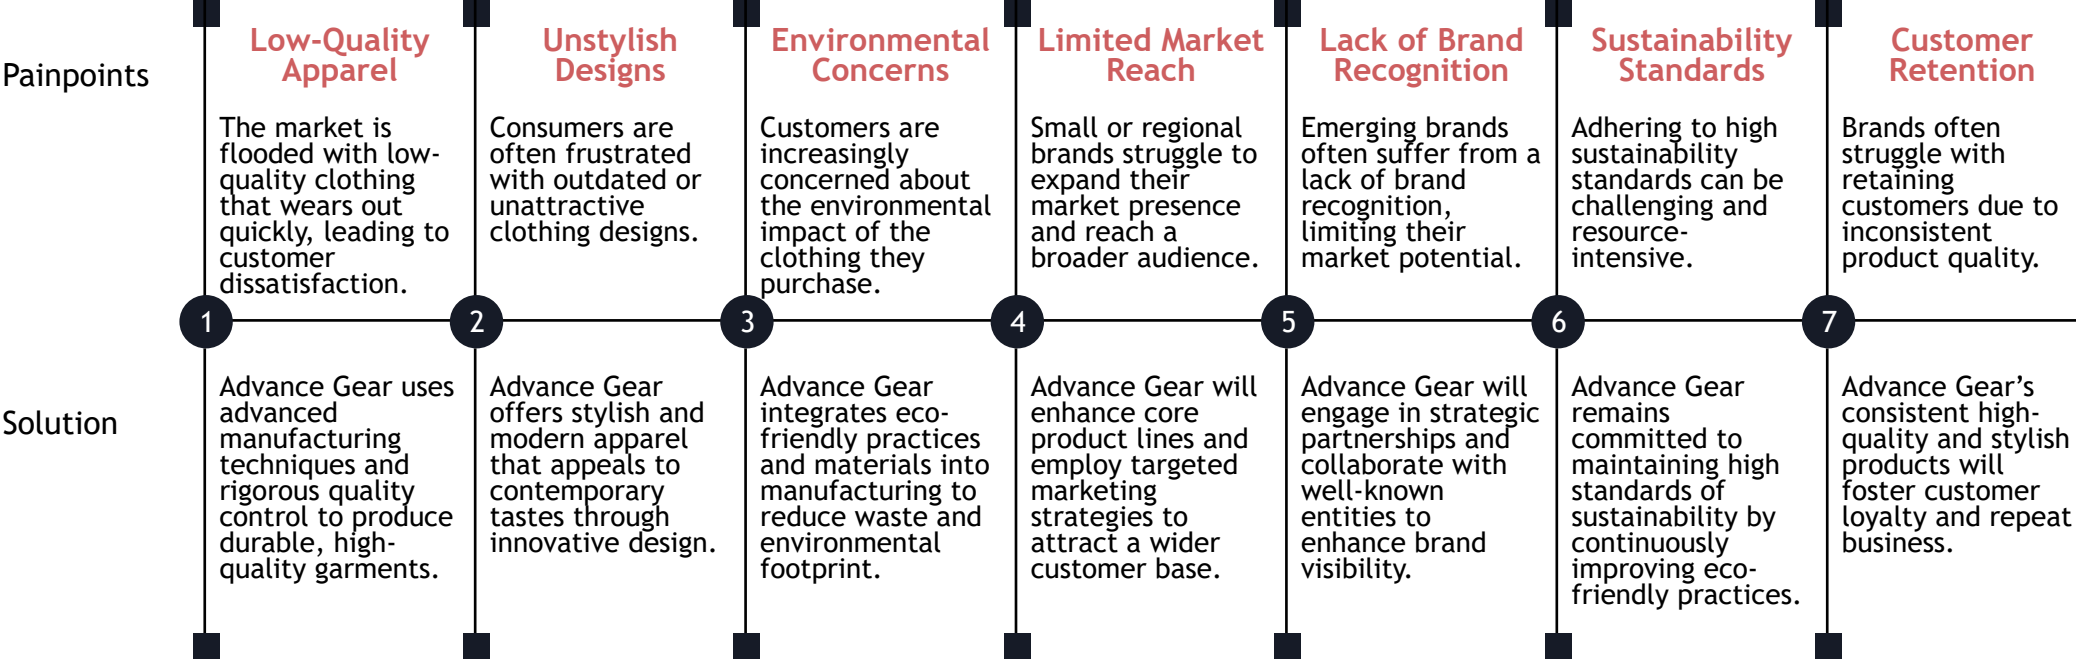 Painpoints
Low-Quality
Apparel
The market is
flooded with low-
quality clothing
that wears out
quickly, leading to
customer
dissatisfaction.
Unstylish
Designs
Consumers are
often frustrated
with outdated or
unattractive
clothing designs.
Environmental
Concerns
Customers are
increasingly
concerned about
the environmental
impact of the
clothing they
purchase.
Limited Market
Reach
Small or regional
brands struggle to
expand their
market presence
and reach a
broader audience.
Lack of Brand
Recognition
Emerging brands
often suffer from a
lack of brand
recognition,
limiting their
market potential.
Sustainability
Standards
Adhering to high
sustainability
standards can be
challenging and
resource-
intensive.
Customer
Retention
Brands often
struggle with
retaining
customers due to
inconsistent
product quality.
1
2
3
4
5
6
7
Solution
Advance Gear uses
advanced
manufacturing
techniques and
rigorous quality
control to produce
durable, high-
quality garments.
Advance Gear
offers stylish and
modern apparel
that appeals to
contemporary
tastes through
innovative design.
Advance Gear
integrates eco-
friendly practices
and materials into
manufacturing to
reduce waste and
environmental
footprint.
Advance Gear will
enhance core
product lines and
employ targeted
marketing
strategies to
attract a wider
customer base.
Advance Gear will
engage in strategic
partnerships and
collaborate with
well-known
entities to
enhance brand
visibility.
Advance Gear
remains
committed to
maintaining high
standards of
sustainability by
continuously
improving eco-
friendly practices.
Advance Gear’s
consistent high-
quality and stylish
products will
foster customer
loyalty and repeat
business.